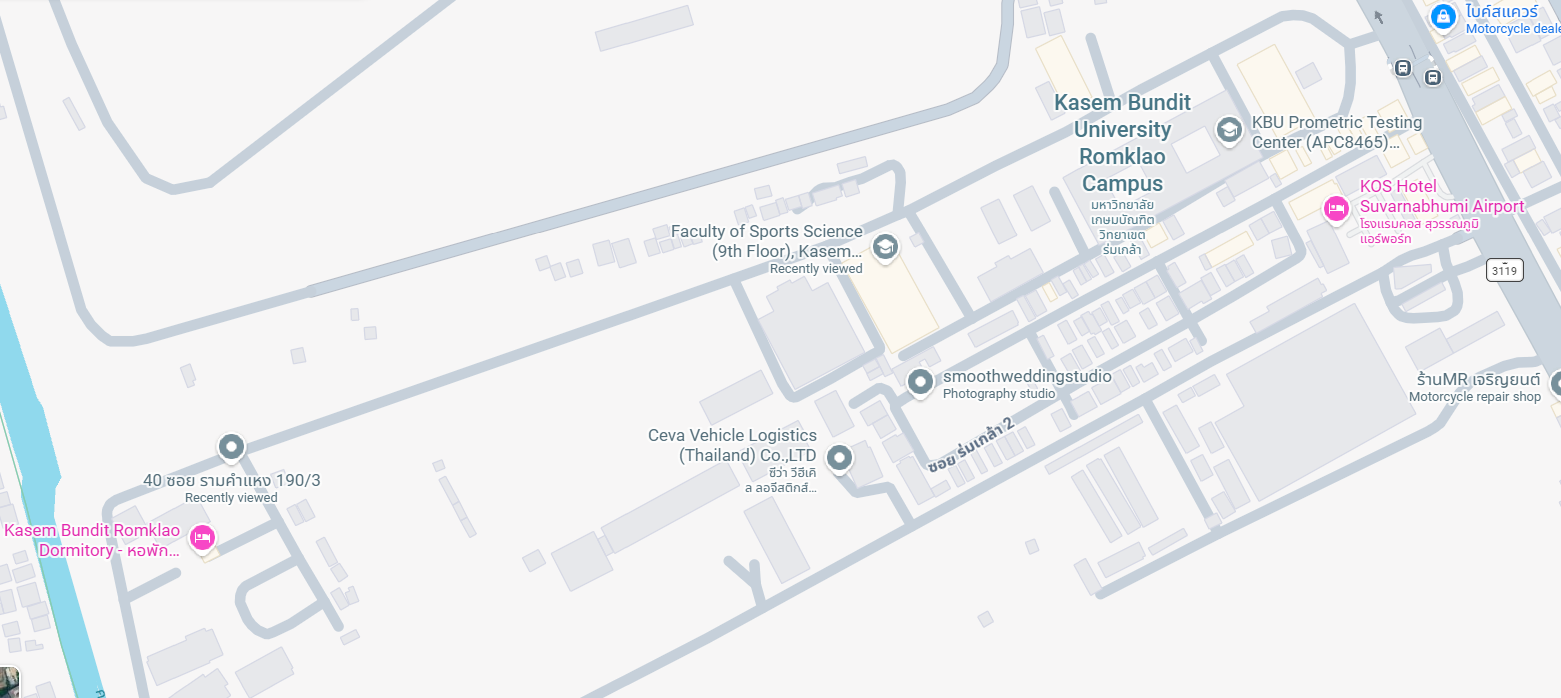 ไบค์สแควร์
Motorcycle deale
Kasem Bundit
University
Romklao
Campus
มหาวิทยาลัย
เกษมบัณฑิต
วิทยาเขต
ร่มเกล้า
KBU Prometric Testing
Center (APC8465)...
KOS Hotel
Suvarnabhumi Airport
โรงแรมคอส สุวรรณภูมิ
แอร์พอร์ท
Faculty of Sports Science
(9th Floor), Kasem...
Recently viewed
3119
smoothweddingstudio
Photography studio
ร้านMR เจริญยนต์
Motorcycle repair shop
ซอย ร่มเกล้า 2
Ceva Vehicle Logistics
(Thailand) Co.,LTD
ซีว่า วีฮีเคิ
ล ลอจีสติกส์...
40 ซอย รามคำแหง 190/3
Recently viewed
Kasem Bundit Romklao
Dormitory - หอพัก...